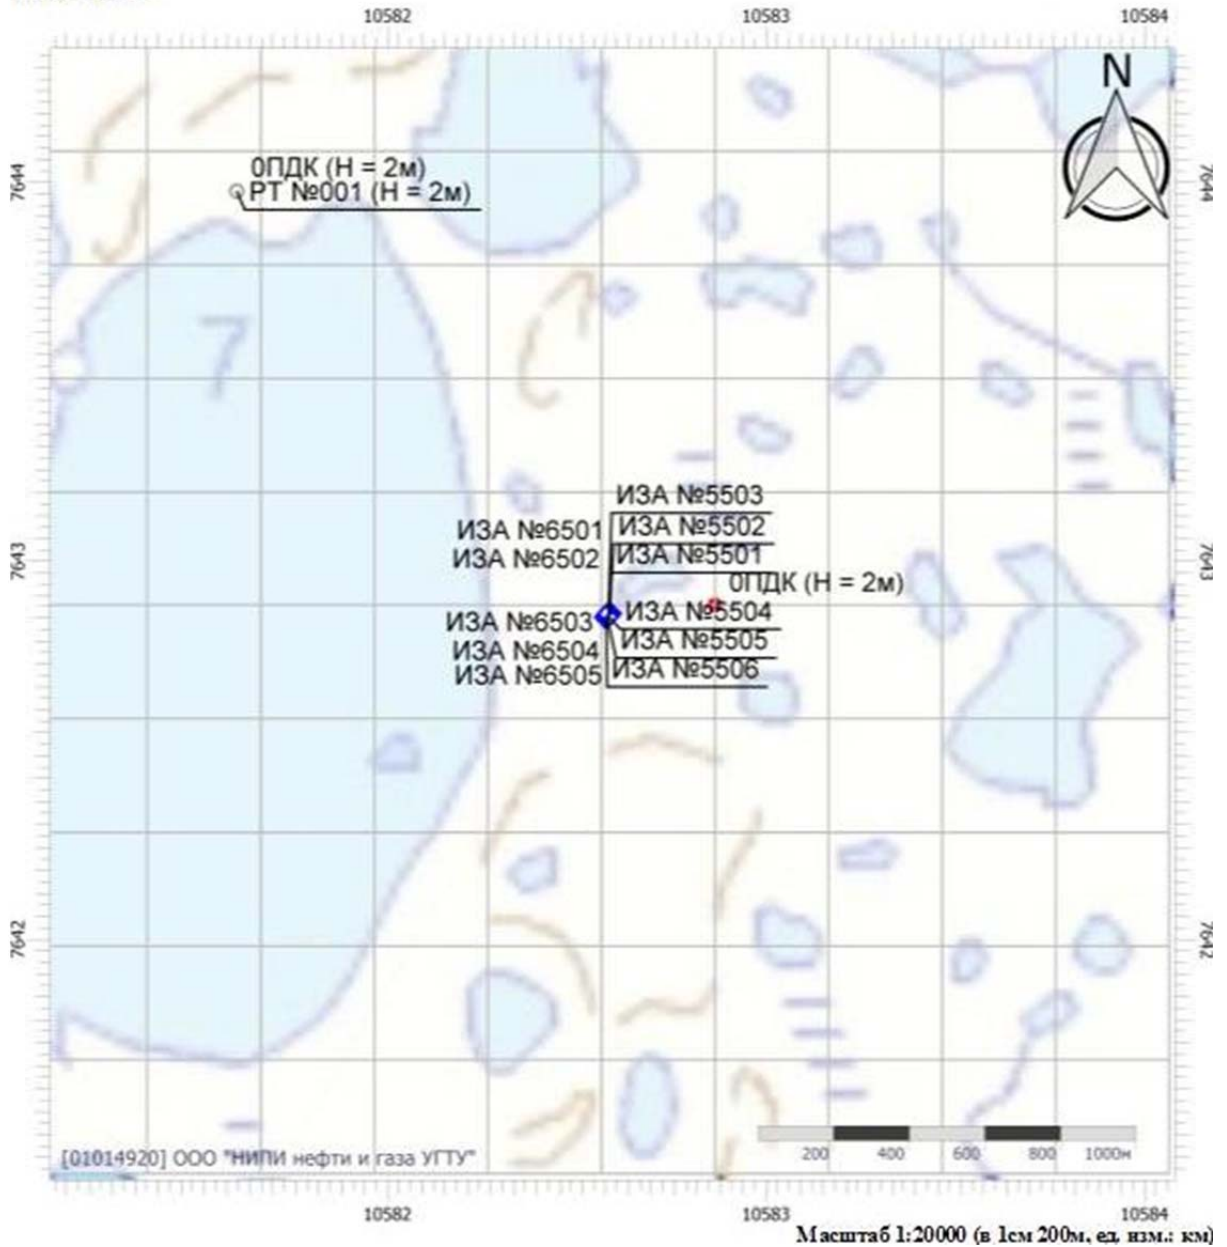 10582 10583 10584
N
0ПДК (Н = 2м)
РТ №001 (Н = 2м)
7644 7644
ИЗА №5503
ИЗА №6501 ИЗА №5502
ИЗА №6502 ИЗА №5501
7643 7643
0ПДК (Н = 2м)
ИЗА №6503 ИЗА №5504
ИЗА №6504 ИЗА №5505
ИЗА №6505 ИЗА №5506
7642 7642
200 400 600 800 1000м
[01014920] ООО "НИПИ нефти и газа УГТУ"
10582 10583 10584
Масштаб 1:20000 (в 1см 200м, ед. изм.: км)